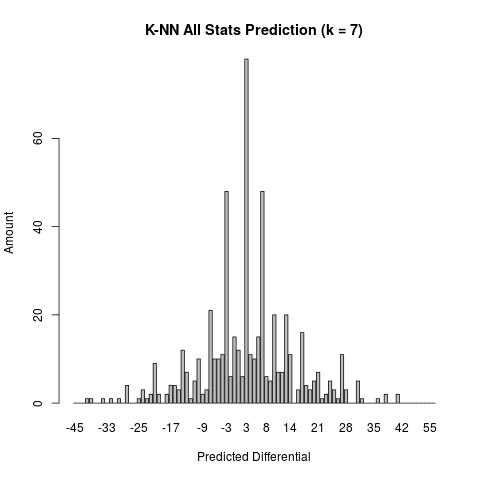 K-NN All Stats Prediction (k = 7)
Amount
60
40
20
0
-45 -33 -25 -17 -9 -3 3 8 14 21 28 35 42 55
Predicted Differential